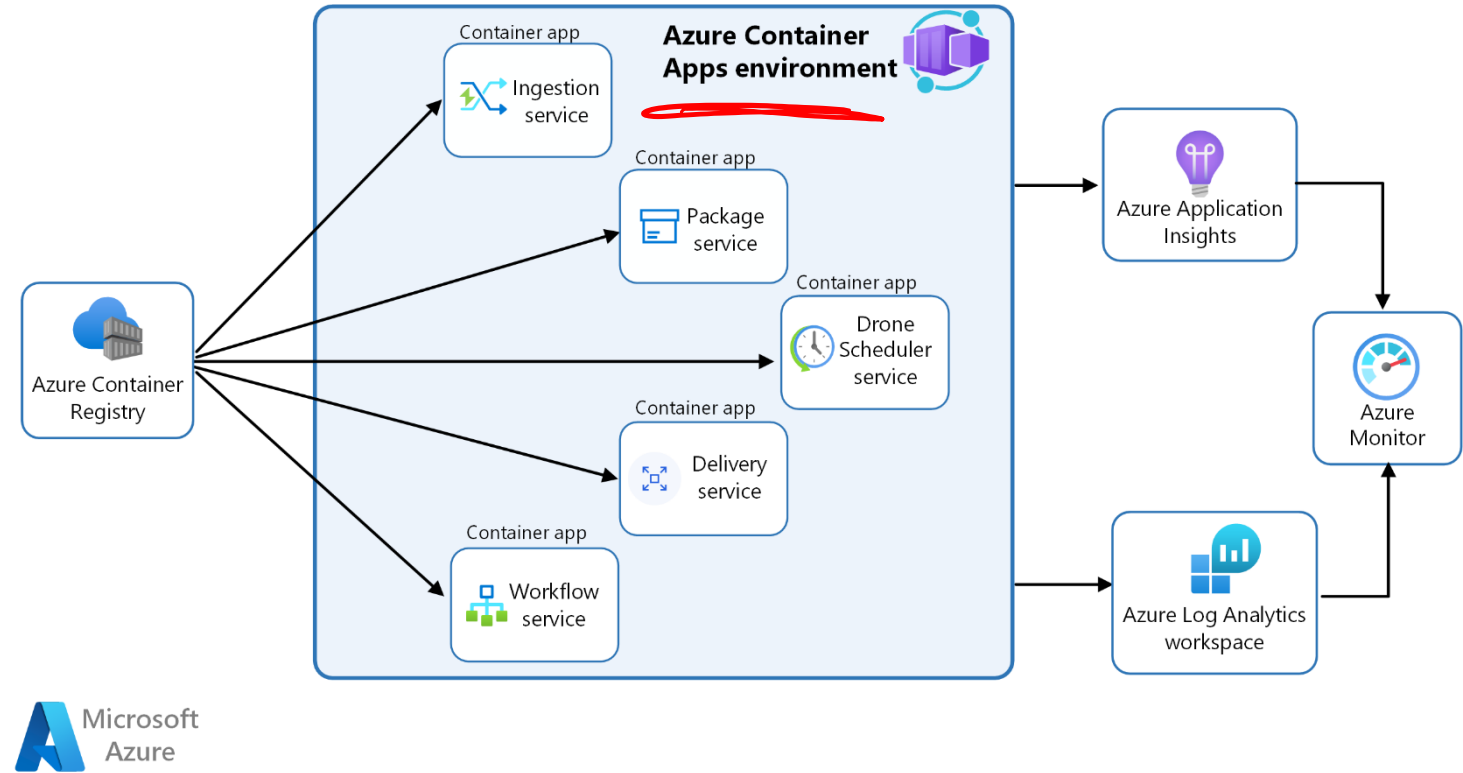 Container app
Ingestion
service
Azure Container
Apps environment
Container app
Package
service
Container app
Drone
Scheduler
service
Container app
Delivery
service
Container app
Workflow
service
Azure Container
Registry
Azure Application
Insights
Azure
Monitor
Azure Log Analytics
workspace
Microsoft
Azure